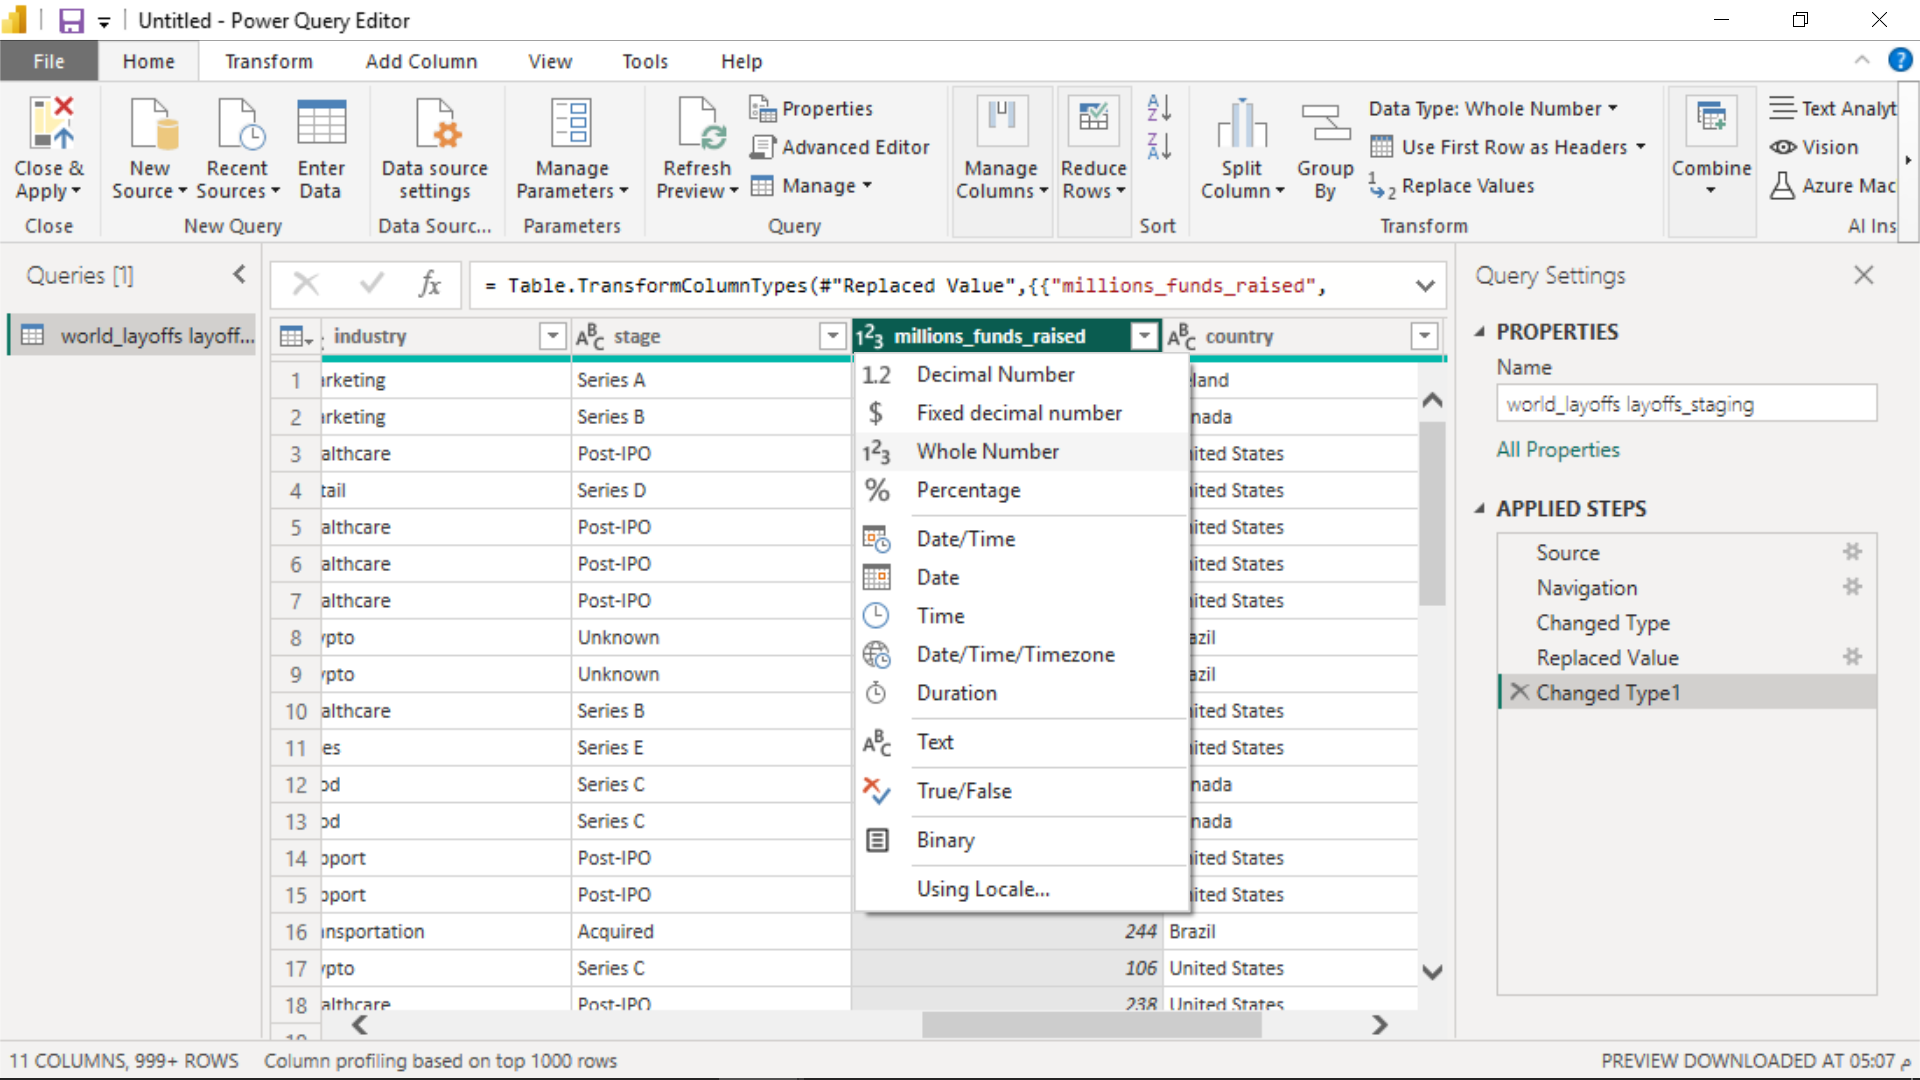 Untitled - Power Query Editor
File Home Transform Add Column View Tools Help
?
Close & Apply
New Source
Recent Sources
Enter Data
Data source settings
Manage Parameters
Refresh Preview
Properties
Advanced Editor
Manage
Manage Columns
Reduce Rows
Split Column
Group By
Data Type: Whole Number
Use First Row as Headers
Replace Values
Combine
Text Analyt
Vision
Azure Mac
Close
New Query
Data Sourc...
Parameters
Query
Sort
Transform
AI Ins
Queries [1]
world_layoffs layoff...
fx
= Table.TransformColumnTypes(#"Replaced Value",{{"millions_funds_raised",
industry
ABC stage
123 millions_funds_raised
ABC country
1 arketing Series A eland
2 arketing Series B nada
3 althcare Post-IPO ited States
4 tail Series D ited States
5 althcare Post-IPO ited States
6 althcare Post-IPO ited States
7 althcare Post-IPO ited States
8 ypto Unknown azil
9 ypto Unknown azil
10 althcare Series B ited States
11 es Series E ited States
12 od Series C nada
13 od Series C nada
14 pport Post-IPO ited States
15 pport Post-IPO ited States
16 ansportation Acquired 244 Brazil
17 ypto Series C 106 United States
18 althcare Post-IPO 238 United States
1.2 Decimal Number
$ Fixed decimal number
123 Whole Number
% Percentage
Date/Time
Date
Time
Date/Time/Timezone
Duration
ABC Text
True/False
Binary
Using Locale...
Query Settings
PROPERTIES
Name
world_layoffs layoffs_staging
All Properties
APPLIED STEPS
Source
Navigation
Changed Type
Replaced Value
Changed Type1
11 COLUMNS, 999+ ROWS
Column profiling based on top 1000 rows
PREVIEW DOWNLOADED AT 05:07 م